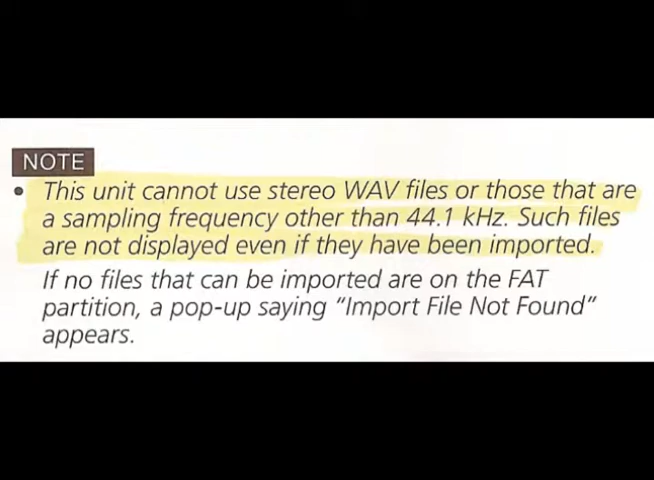 NOTE
• This unit cannot use stereo WAV files or those that are
a sampling frequency other than 44.1 kHz. Such files
are not displayed even if they have been imported.
If no files that can be imported are on the FAT
partition, a pop-up saying “Import File Not Found”
appears.